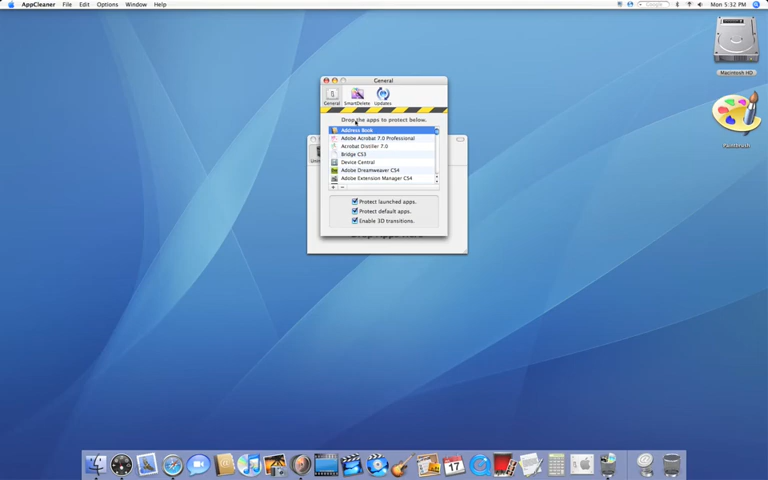 AppCleaner File Edit Options Window Help
Mon 5:32 PM
General
General SmartDelete Updates
Drop the apps to protect below.
Address Book
Adobe Acrobat 7.0 Professional
Acrobat Distiller 7.0
Bridge CS3
Device Central
Adobe Dreamweaver CS4
Adobe Extension Manager CS4
Protect launched apps.
Protect default apps.
Enable 3D transitions.
Macintosh HD
Paintbrush
17